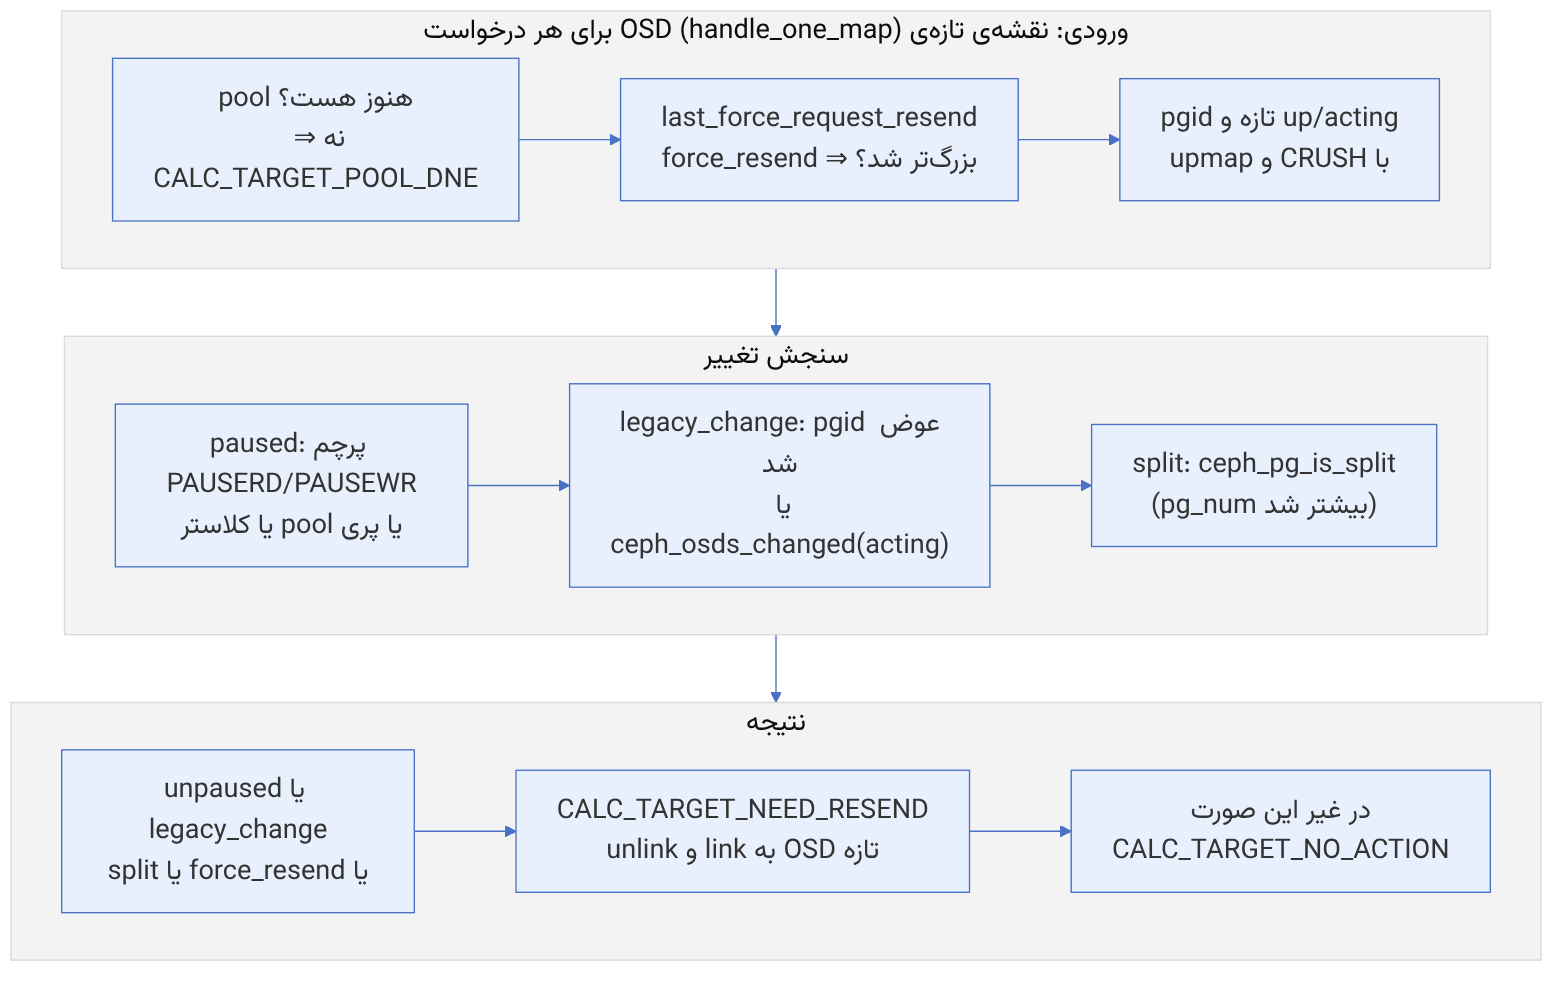 ورودی: نقشه‌ی تازه‌ی OSD (handle_one_map) برای هر درخواست
pool هنوز هست؟
نه ⇒
CALC_TARGET_POOL_DNE
last_force_request_resend
بزرگ‌تر شد؟ ⇒ force_resend
pgid تازه و up/acting
با CRUSH و upmap
سنجش تغییر
paused: پرچم
PAUSERD/PAUSEWR
یا پری pool یا کلاستر
legacy_change: pgid عوض
شد
یا
ceph_osds_changed(acting)
split: ceph_pg_is_split
(pg_num بیشتر شد)
نتیجه
unpaused یا
legacy_change
یا force_resend یا split
CALC_TARGET_NEED_RESEND
unlink و link به OSD تازه
در غیر این صورت
CALC_TARGET_NO_ACTION